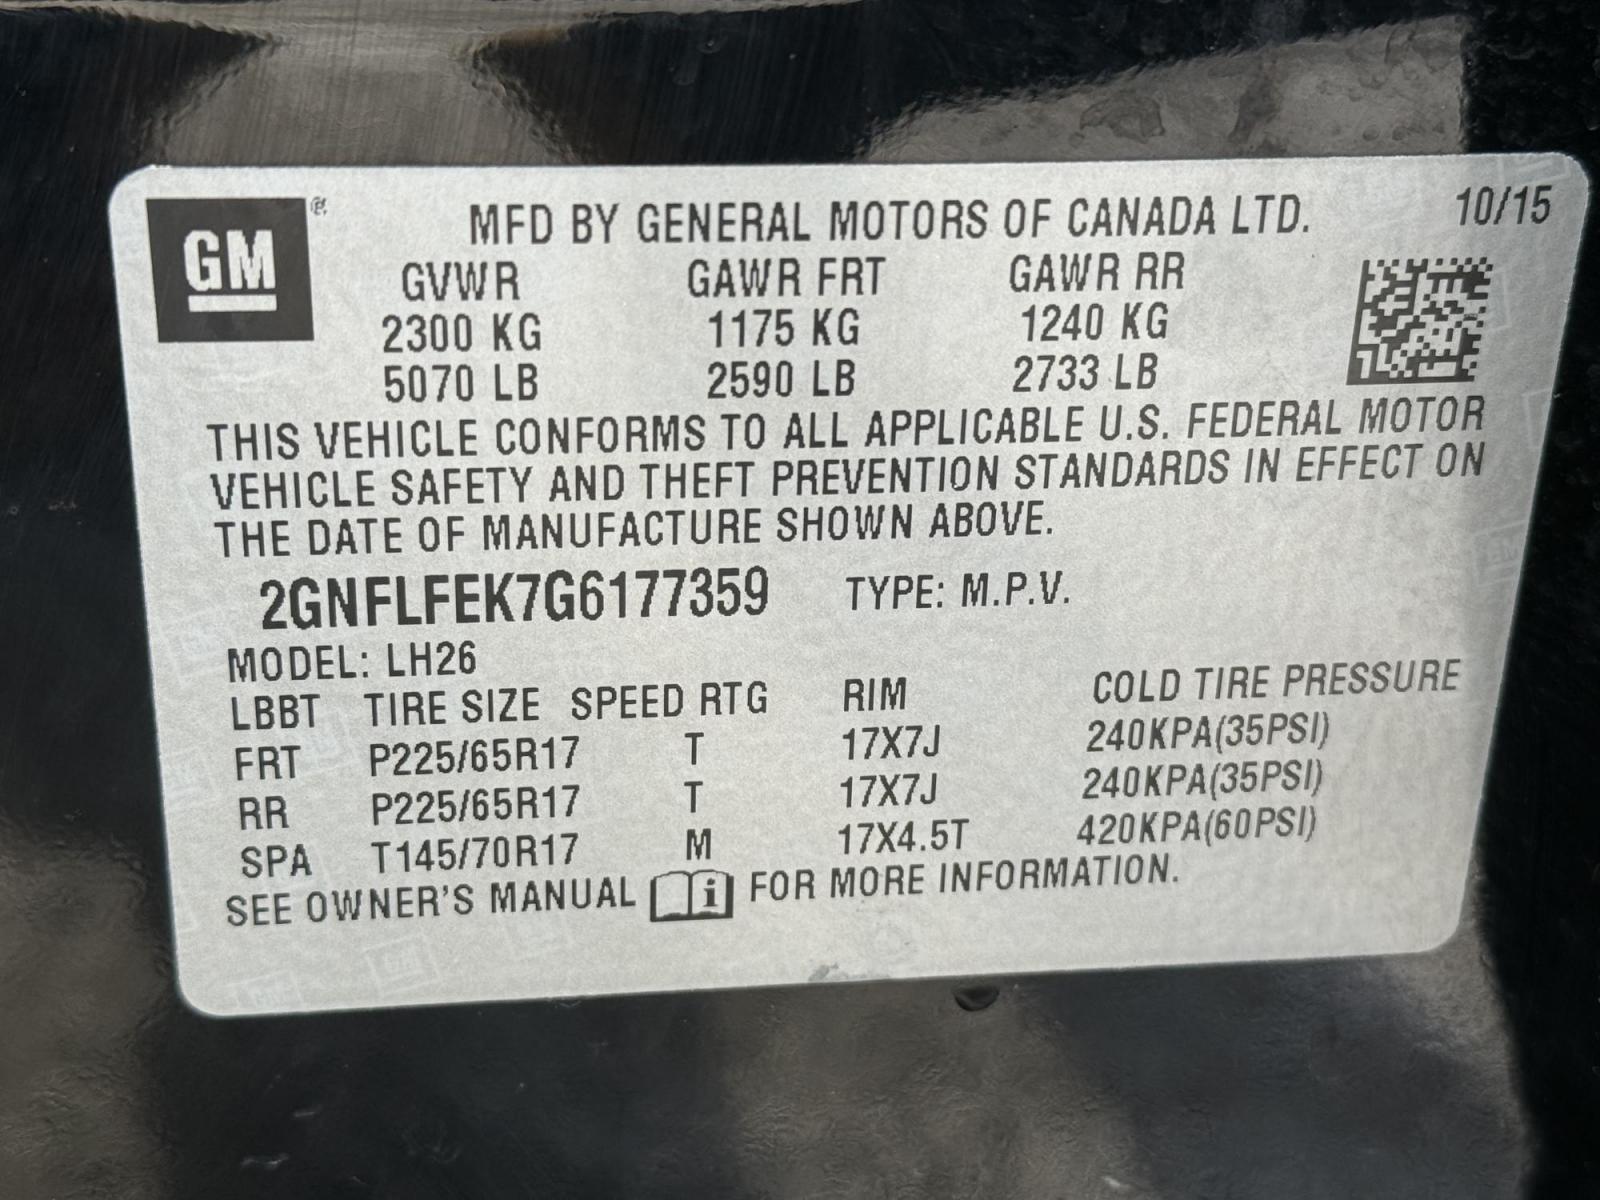 GM ® MFD BY GENERAL MOTORS OF CANADA LTD. 10/15
GVWR GAWR FRT GAWR RR
2300 KG 1175 KG 1240 KG
5070 LB 2590 LB 2733 LB
THIS VEHICLE CONFORMS TO ALL APPLICABLE U.S. FEDERAL MOTOR
VEHICLE SAFETY AND THEFT PREVENTION STANDARDS IN EFFECT ON
THE DATE OF MANUFACTURE SHOWN ABOVE.
2GNFLFEK7G6177359 TYPE: M.P.V.
MODEL: LH26
LBBT TIRE SIZE SPEED RTG RIM COLD TIRE PRESSURE
FRT P225/65R17 T 17X7J 240KPA(35PSI)
RR P225/65R17 T 17X7J 240KPA(35PSI)
SPA T145/70R17 M 17X4.5T 420KPA(60PSI)
SEE OWNER'S MANUAL i FOR MORE INFORMATION.